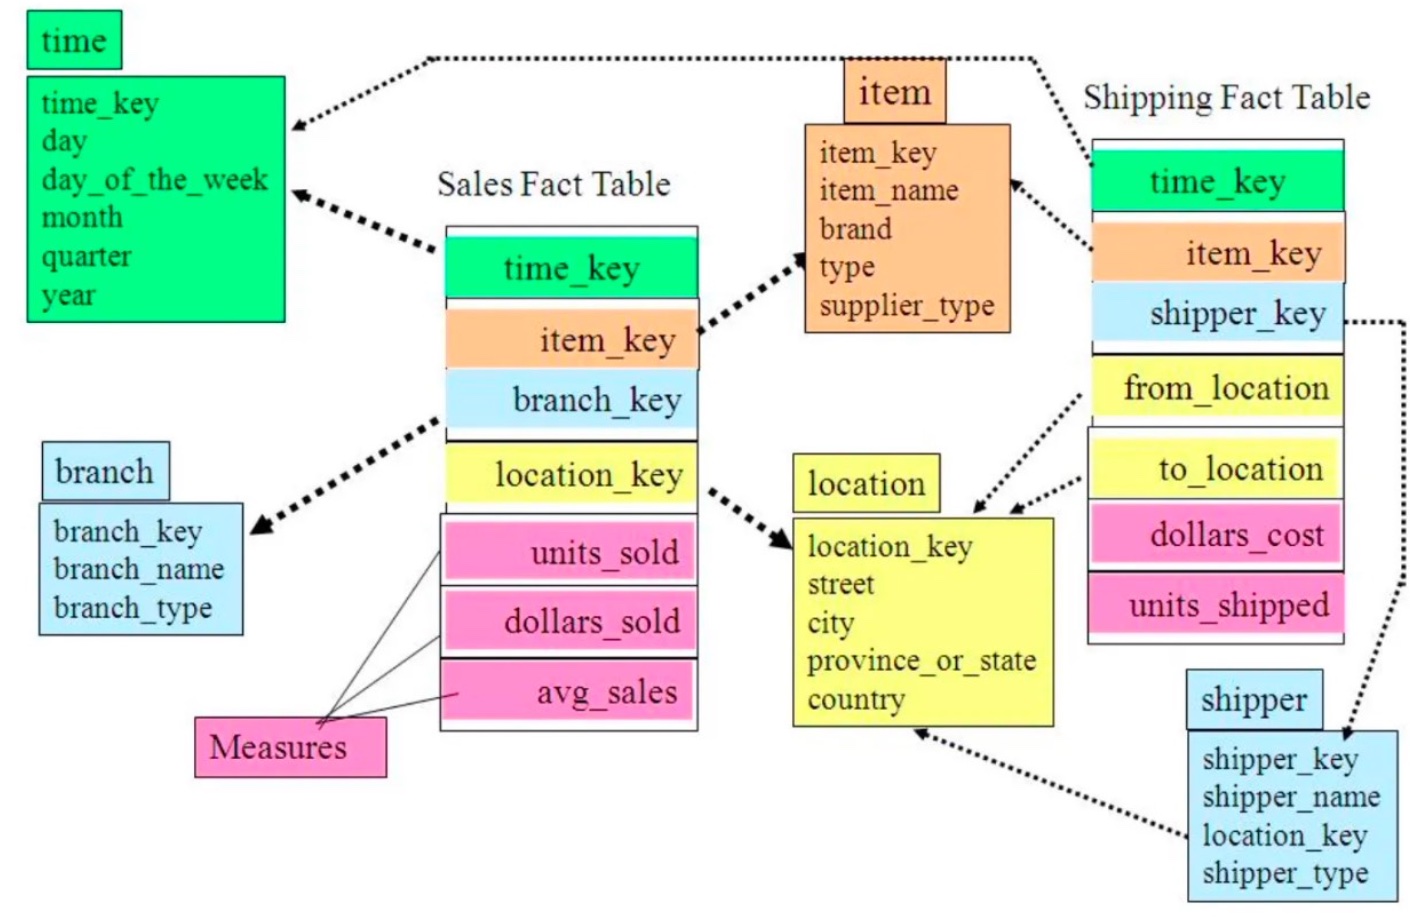 time
time_key
day
day_of_the_week
month
quarter
year
Sales Fact Table
time_key
item_key
branch_key
location_key
units_sold
dollars_sold
avg_sales
Measures
branch
branch_key
branch_name
branch_type
item
item_key
item_name
brand
type
supplier_type
location
location_key
street
city
province_or_state
country
Shipping Fact Table
time_key
item_key
shipper_key
from_location
to_location
dollars_cost
units_shipped
shipper
shipper_key
shipper_name
location_key
shipper_type